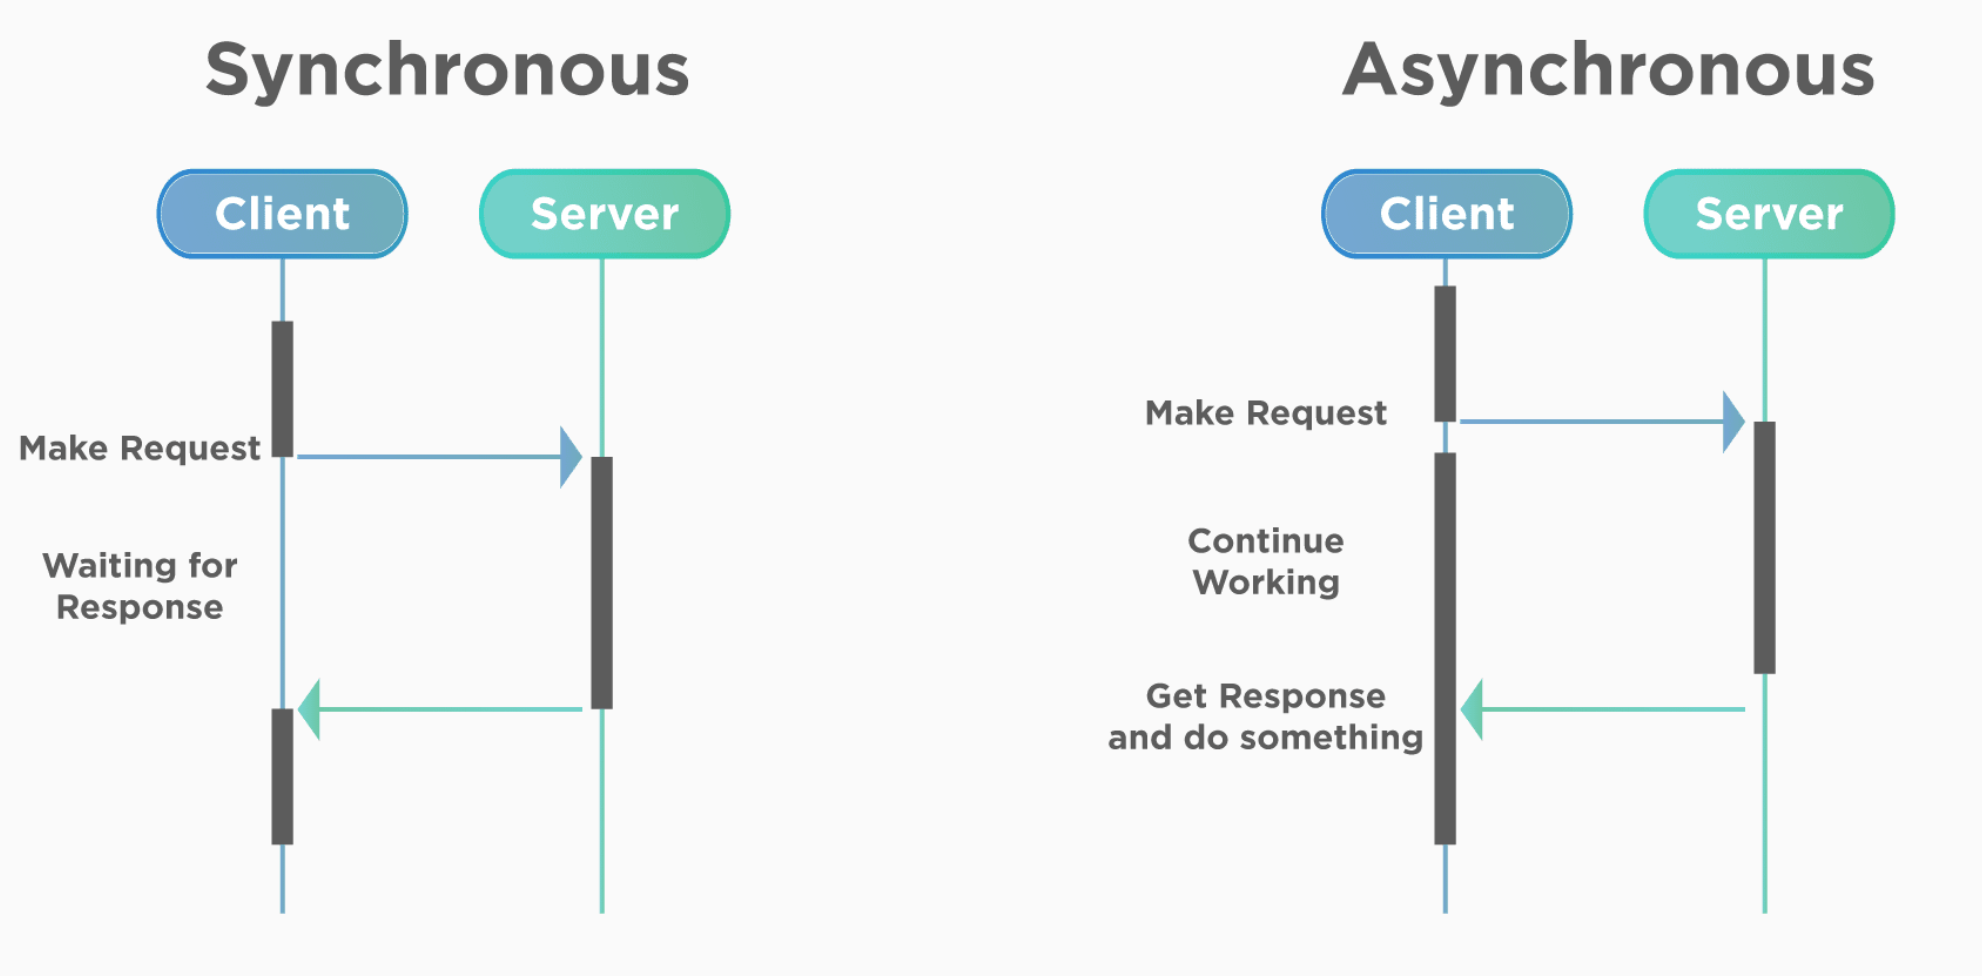 Synchronous
Client
Server
Make Request
Waiting for
Response
Asynchronous
Client
Server
Make Request
Continue
Working
Get Response
and do something